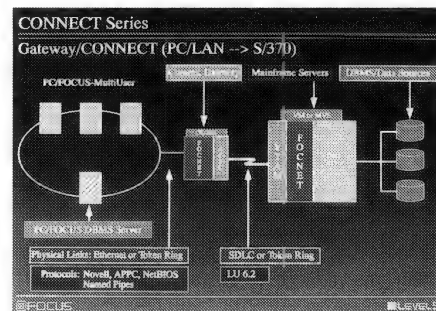 CONNECT Series
Gateway/CONNECT (PC/LAN --> S/370)
PC/FOCUS-MultiUser
Mainframe Servers
DBMS/Data Sources
VM or MVS
FOCNET
FOCNET
PC/FOCUS DBMS Server
Physical Links: Ethernet or Token Ring
Protocols: Novell, APPC, NetBIOS
Named Pipes
SDLC or Token Ring
LU 6.2
FOCUS
LEVEL5